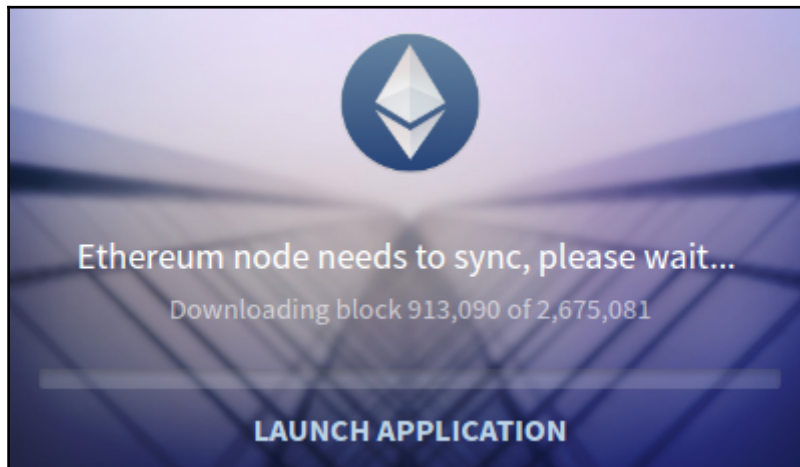 Ethereum node needs to sync, please wait...
Downloading block 913,090 of 2,675,081
LAUNCH APPLICATION